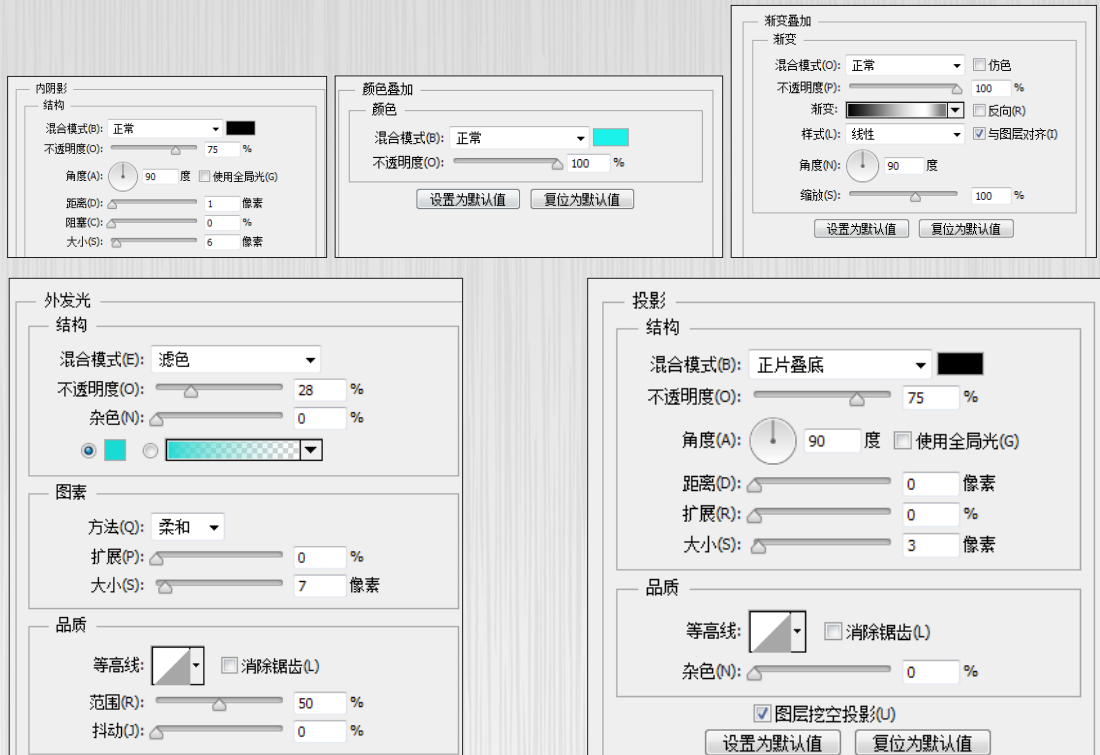 内阴影
结构
混合模式(B): 正常
不透明度(O): 75 %
角度(A): 90 度 使用全局光(G)
距离(D): 1 像素
阻塞(C): 0 %
大小(S): 6 像素
颜色叠加
颜色
混合模式(B): 正常
不透明度(O): 100 %
设置为默认值 复位为默认值
渐变叠加
渐变
混合模式(O): 正常 仿色
不透明度(P): 100 %
渐变: 反向(R)
样式(L): 线性 与图层对齐(I)
角度(N): 90 度
缩放(S): 100 %
设置为默认值 复位为默认值
外发光
结构
混合模式(E): 滤色
不透明度(O): 28 %
杂色(N): 0 %
图素
方法(Q): 柔和
扩展(P): 0 %
大小(S): 7 像素
品质
等高线: 消除锯齿(L)
范围(R): 50 %
抖动(J): 0 %
投影
结构
混合模式(B): 正片叠底
不透明度(O): 75 %
角度(A): 90 度 使用全局光(G)
距离(D): 0 像素
扩展(R): 0 %
大小(S): 3 像素
品质
等高线: 消除锯齿(L)
杂色(N): 0 %
图层挖空投影(U)
设置为默认值 复位为默认值